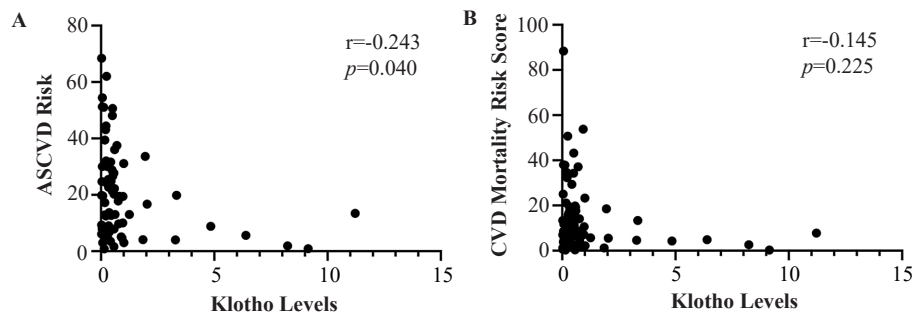 A
ASCVD Risk
80
60
40
20
0
r=-0.243
p=0.040
0 5 10 15
Klotho Levels
B
CVD Mortality Risk Score
100
80
60
40
20
0
r=-0.145
p=0.225
0 5 10 15
Klotho Levels